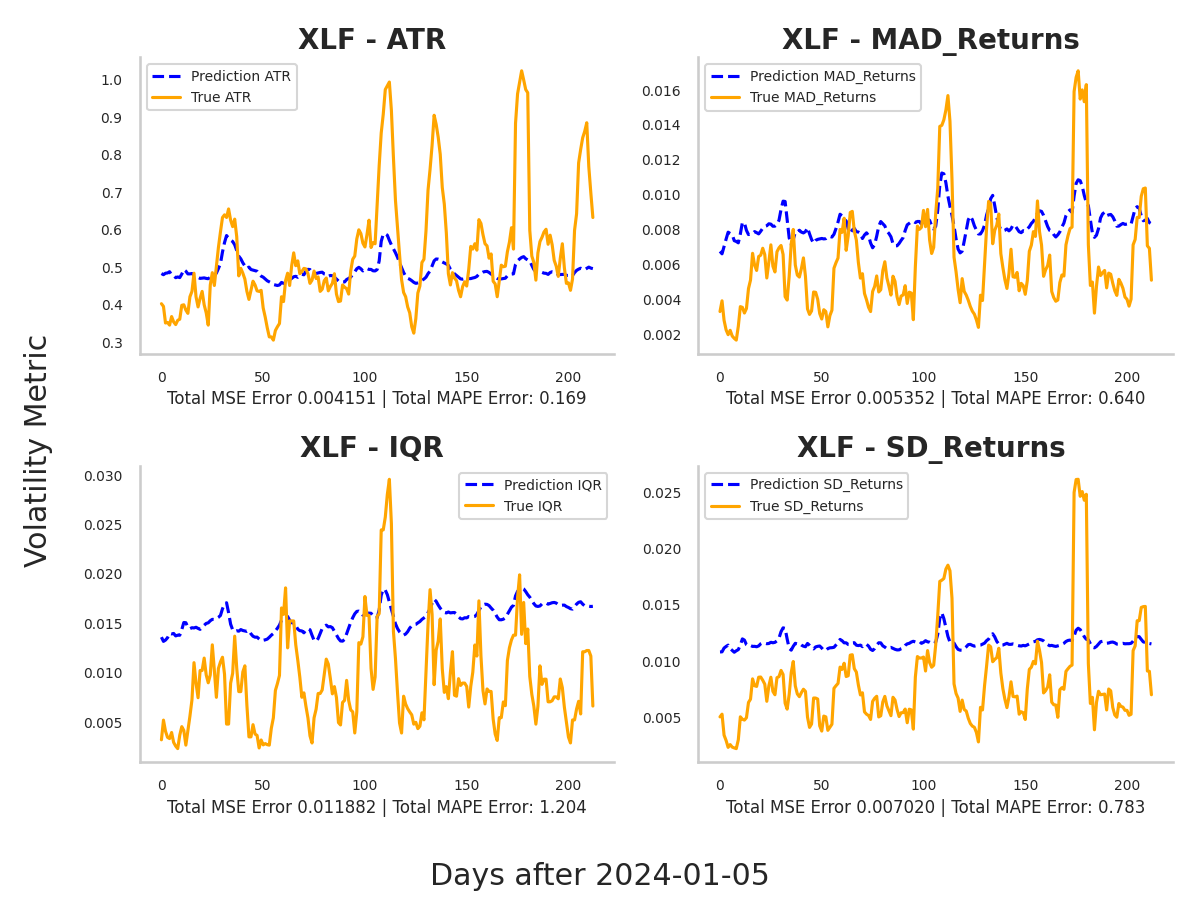 XLF - ATR
Prediction ATR
True ATR
1.0
0.9
0.8
0.7
0.6
0.5
0.4
0.3
0 50 100 150 200
Total MSE Error 0.004151 | Total MAPE Error: 0.169
XLF - MAD_Returns
Prediction MAD_Returns
True MAD_Returns
0.016
0.014
0.012
0.010
0.008
0.006
0.004
0.002
0 50 100 150 200
Total MSE Error 0.005352 | Total MAPE Error: 0.640
Volatility Metric
XLF - IQR
Prediction IQR
True IQR
0.030
0.025
0.020
0.015
0.010
0.005
0 50 100 150 200
Total MSE Error 0.011882 | Total MAPE Error: 1.204
XLF - SD_Returns
Prediction SD_Returns
True SD_Returns
0.025
0.020
0.015
0.010
0.005
0 50 100 150 200
Total MSE Error 0.007020 | Total MAPE Error: 0.783
Days after 2024-01-05